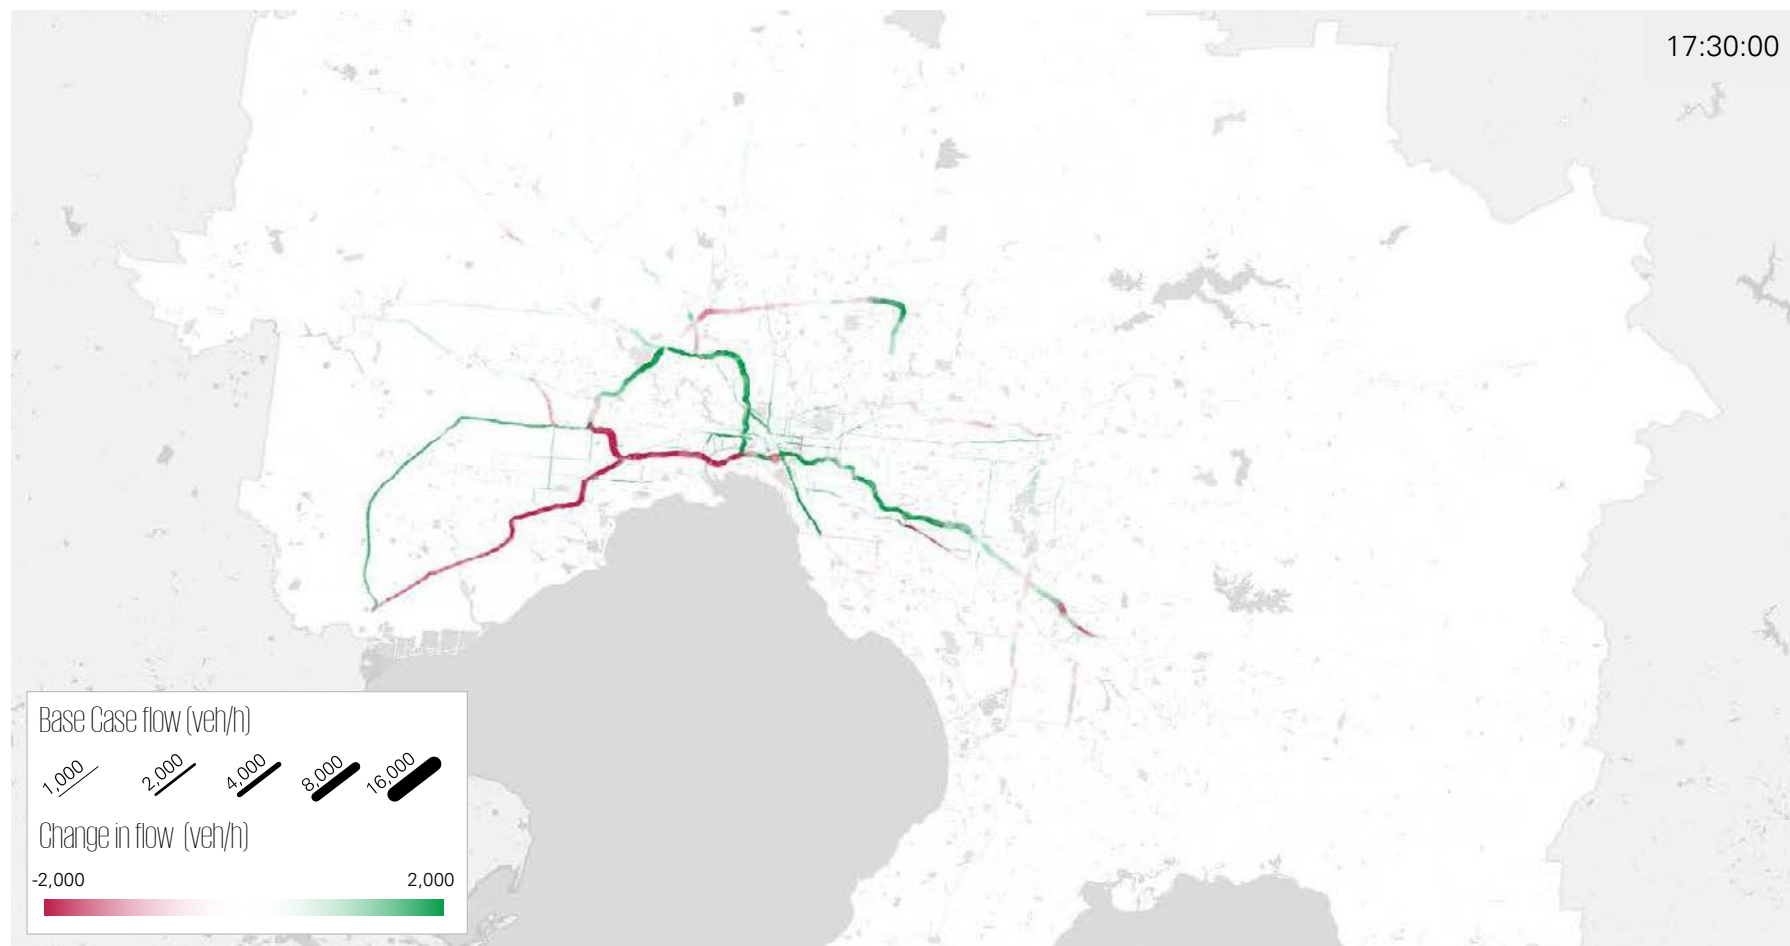 17:30:00
Base Case flow (veh/h)
1,000 2,000 4,000 8,000 16,000
Change in flow (veh/h)
-2,000 2,000